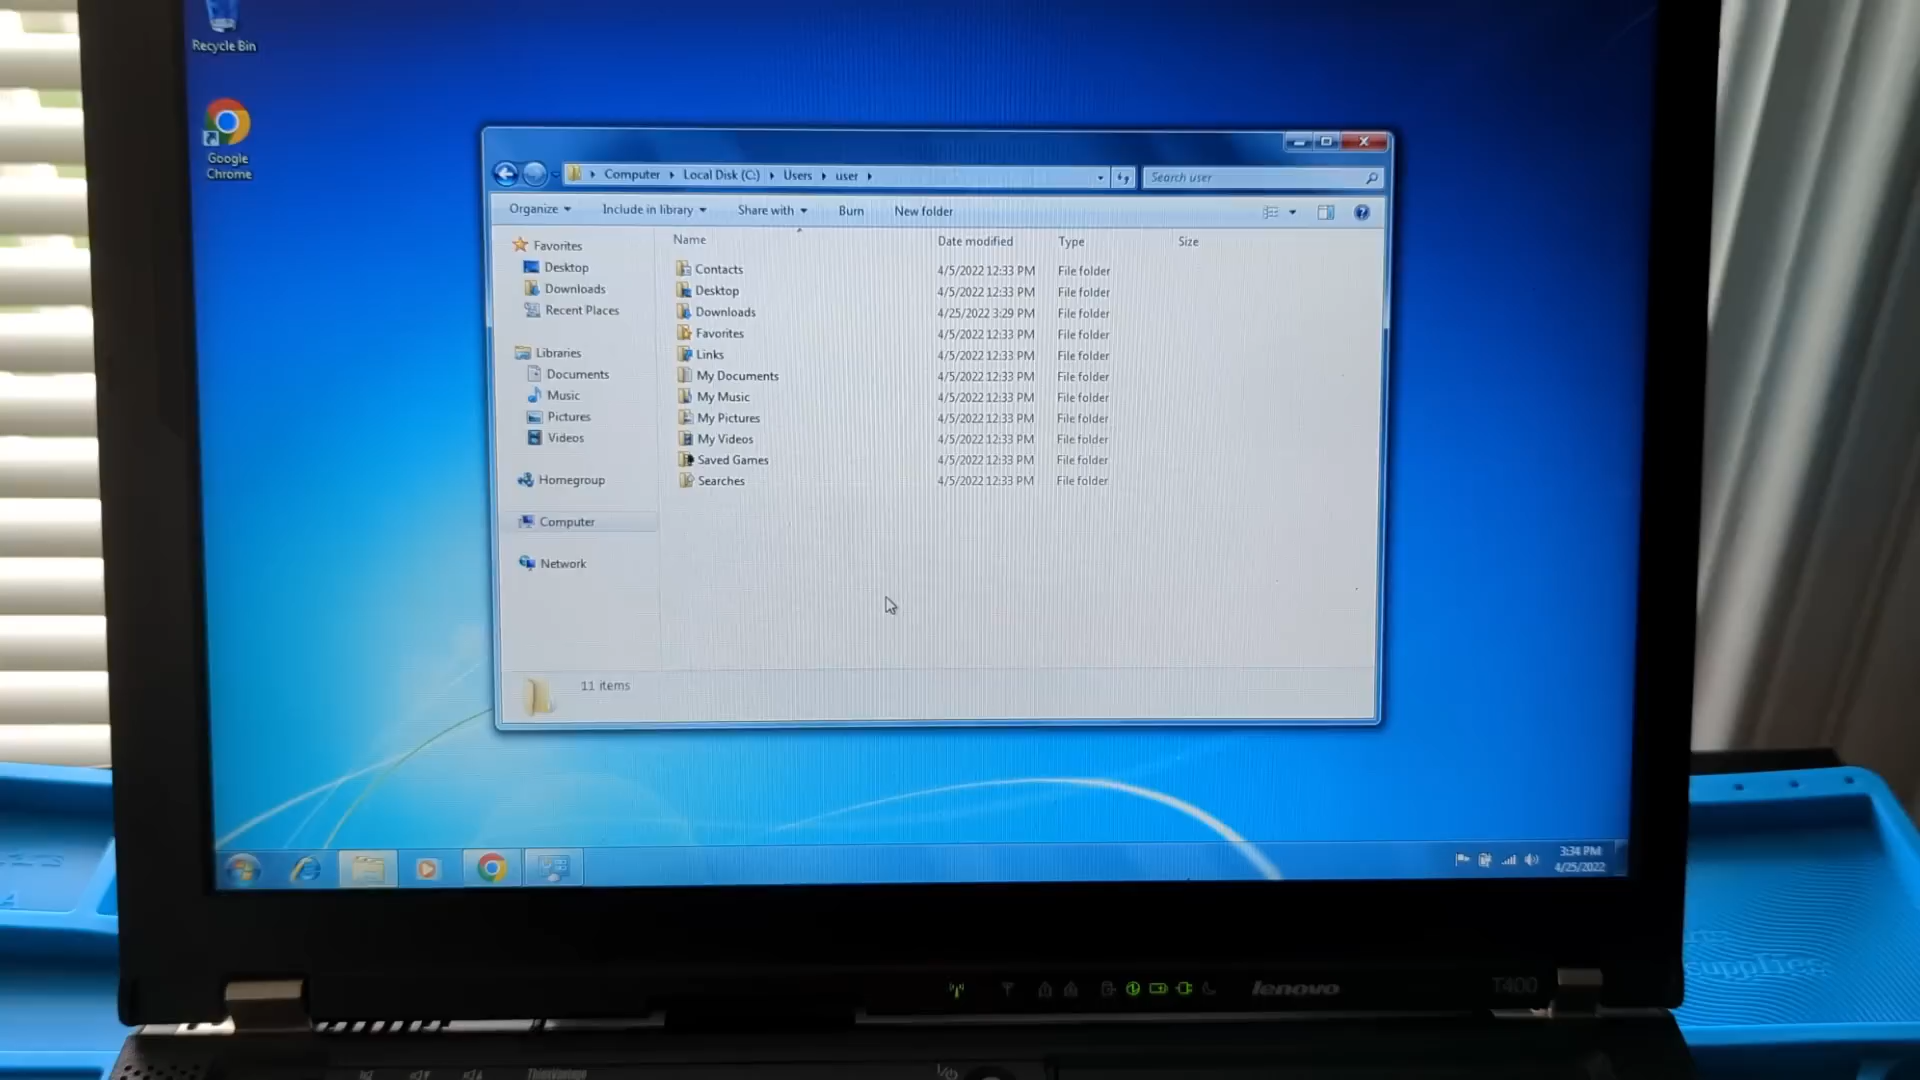 Recycle Bin
Google
Chrome
Computer Local Disk (C:) Users user
Search user
Organize Include in library Share with Burn New folder
Name Date modified Type Size
Favorites
Desktop
Downloads
Recent Places
Libraries
Documents
Music
Pictures
Videos
Homegroup
Computer
Network
Contacts 4/5/2022 12:33 PM File folder
Desktop 4/5/2022 12:33 PM File folder
Downloads 4/25/2022 3:29 PM File folder
Favorites 4/5/2022 12:33 PM File folder
Links 4/5/2022 12:33 PM File folder
My Documents 4/5/2022 12:33 PM File folder
My Music 4/5/2022 12:33 PM File folder
My Pictures 4/5/2022 12:33 PM File folder
My Videos 4/5/2022 12:33 PM File folder
Saved Games 4/5/2022 12:33 PM File folder
Searches 4/5/2022 12:33 PM File folder
11 items
3:34 PM
4/25/2022
lenovo T400
supplies
ThinkVantage